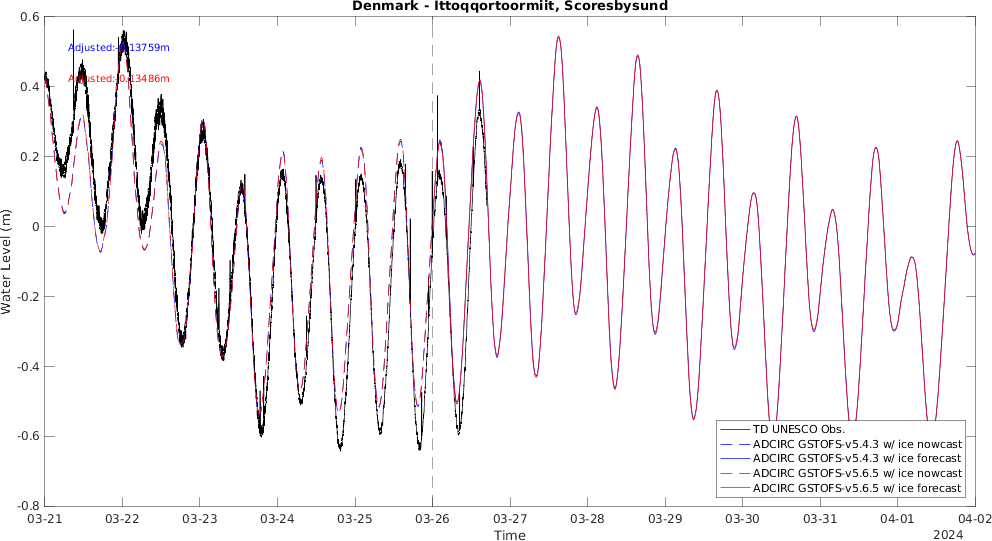 Denmark - Ittoqqortoormiit, Scoresbysund
Water Level (m)
0.6
0.4
0.2
0
-0.2
-0.4
-0.6
-0.8
Adjusted:-0.13759m
Adjusted:-0.13486m
TD UNESCO Obs.
ADCIRC GSTOFS-v5.4.3 w/ ice nowcast
ADCIRC GSTOFS-v5.4.3 w/ ice forecast
ADCIRC GSTOFS-v5.6.5 w/ ice nowcast
ADCIRC GSTOFS-v5.6.5 w/ ice forecast
03-21 03-22 03-23 03-24 03-25 03-26 03-27 03-28 03-29 03-30 03-31 04-01 04-02
Time
2024